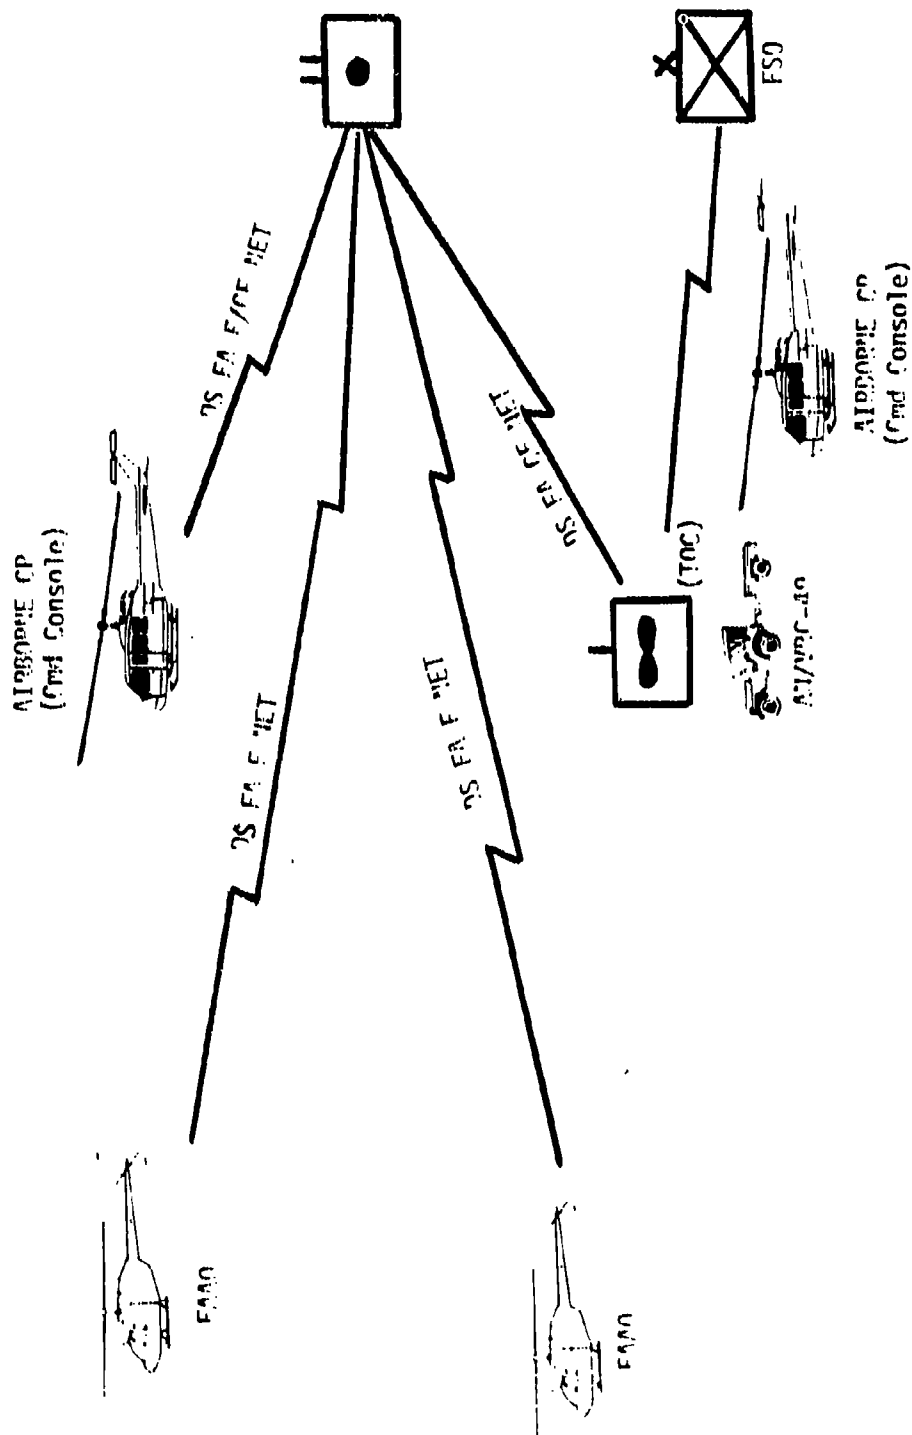 AIRBORNE CP
(Cmd Console)
DS FA F/CF NET
DS FA F NET
DS FA F NET
DS FA CF NET
FSO
(TOC)
AIRBORNE CP
(Cmd Console)
FAAO
FAAO